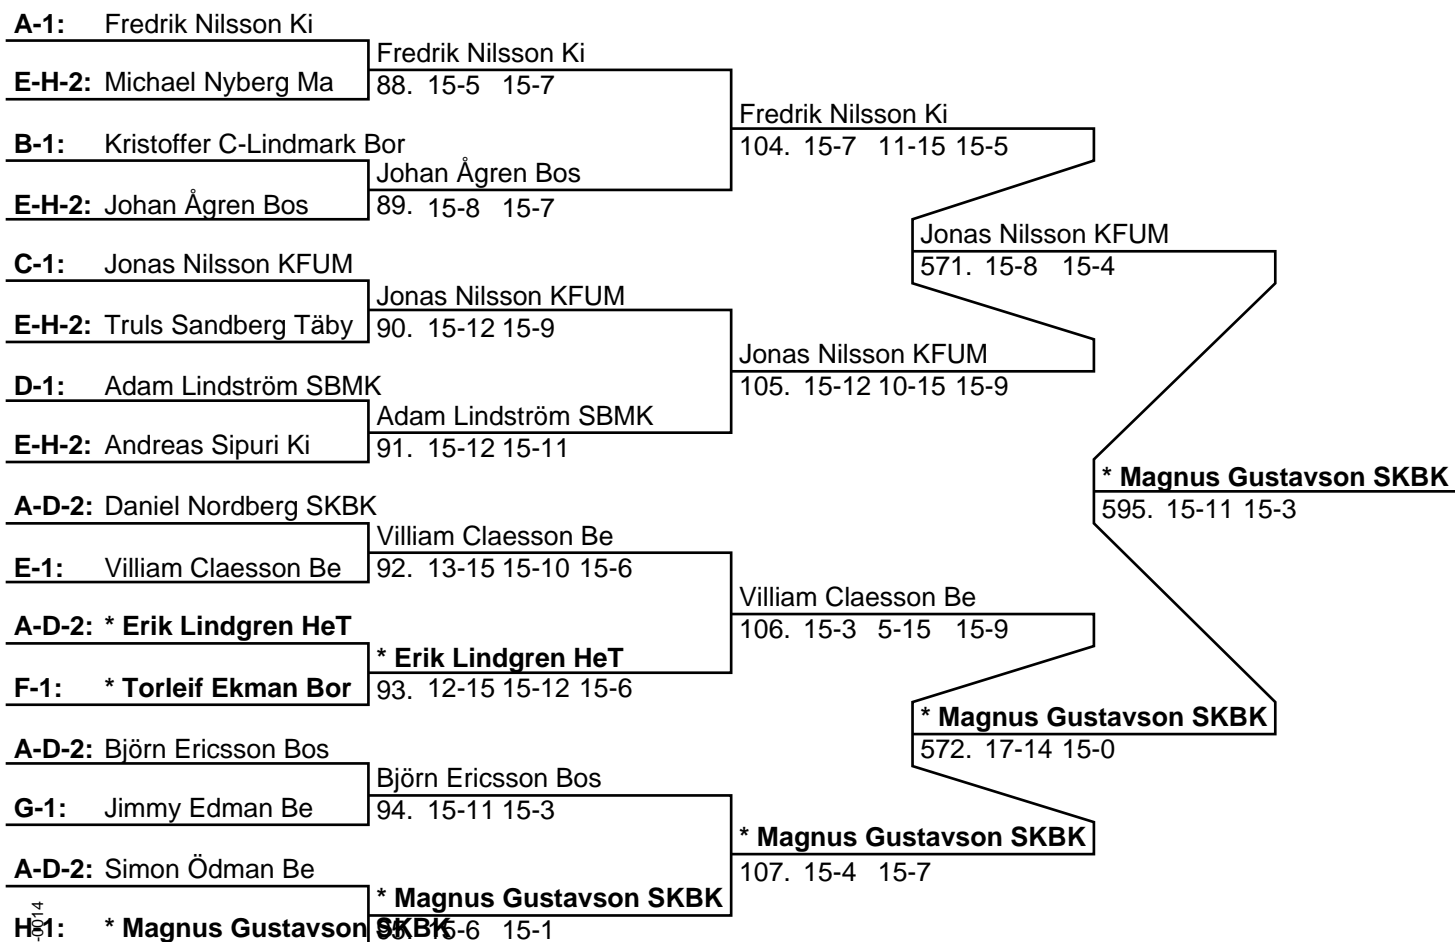 A-1: Fredrik Nilsson Ki
Fredrik Nilsson Ki
E-H-2: Michael Nyberg Ma
88. 15-5 15-7
Fredrik Nilsson Ki
B-1: Kristoffer C-Lindmark Bor
104. 15-7 11-15 15-5
Johan Ågren Bos
E-H-2: Johan Ågren Bos
89. 15-8 15-7
Jonas Nilsson KFUM
C-1: Jonas Nilsson KFUM
571. 15-8 15-4
Jonas Nilsson KFUM
E-H-2: Truls Sandberg Täby
90. 15-12 15-9
Jonas Nilsson KFUM
D-1: Adam Lindström SBMK
105. 15-12 10-15 15-9
Adam Lindström SBMK
E-H-2: Andreas Sipuri Ki
91. 15-12 15-11
* Magnus Gustavson SKBK
A-D-2: Daniel Nordberg SKBK
595. 15-11 15-3
Villiam Claesson Be
E-1: Villiam Claesson Be
92. 13-15 15-10 15-6
Villiam Claesson Be
A-D-2: * Erik Lindgren HeT
106. 15-3 5-15 15-9
* Erik Lindgren HeT
F-1: * Torleif Ekman Bor
93. 12-15 15-12 15-6
* Magnus Gustavson SKBK
A-D-2: Björn Ericsson Bos
572. 17-14 15-0
Björn Ericsson Bos
G-1: Jimmy Edman Be
94. 15-11 15-3
* Magnus Gustavson SKBK
A-D-2: Simon Ödman Be
107. 15-4 15-7
* Magnus Gustavson SKBK
H-1: * Magnus Gustavson SKBK
95. 15-6 15-1
-0014